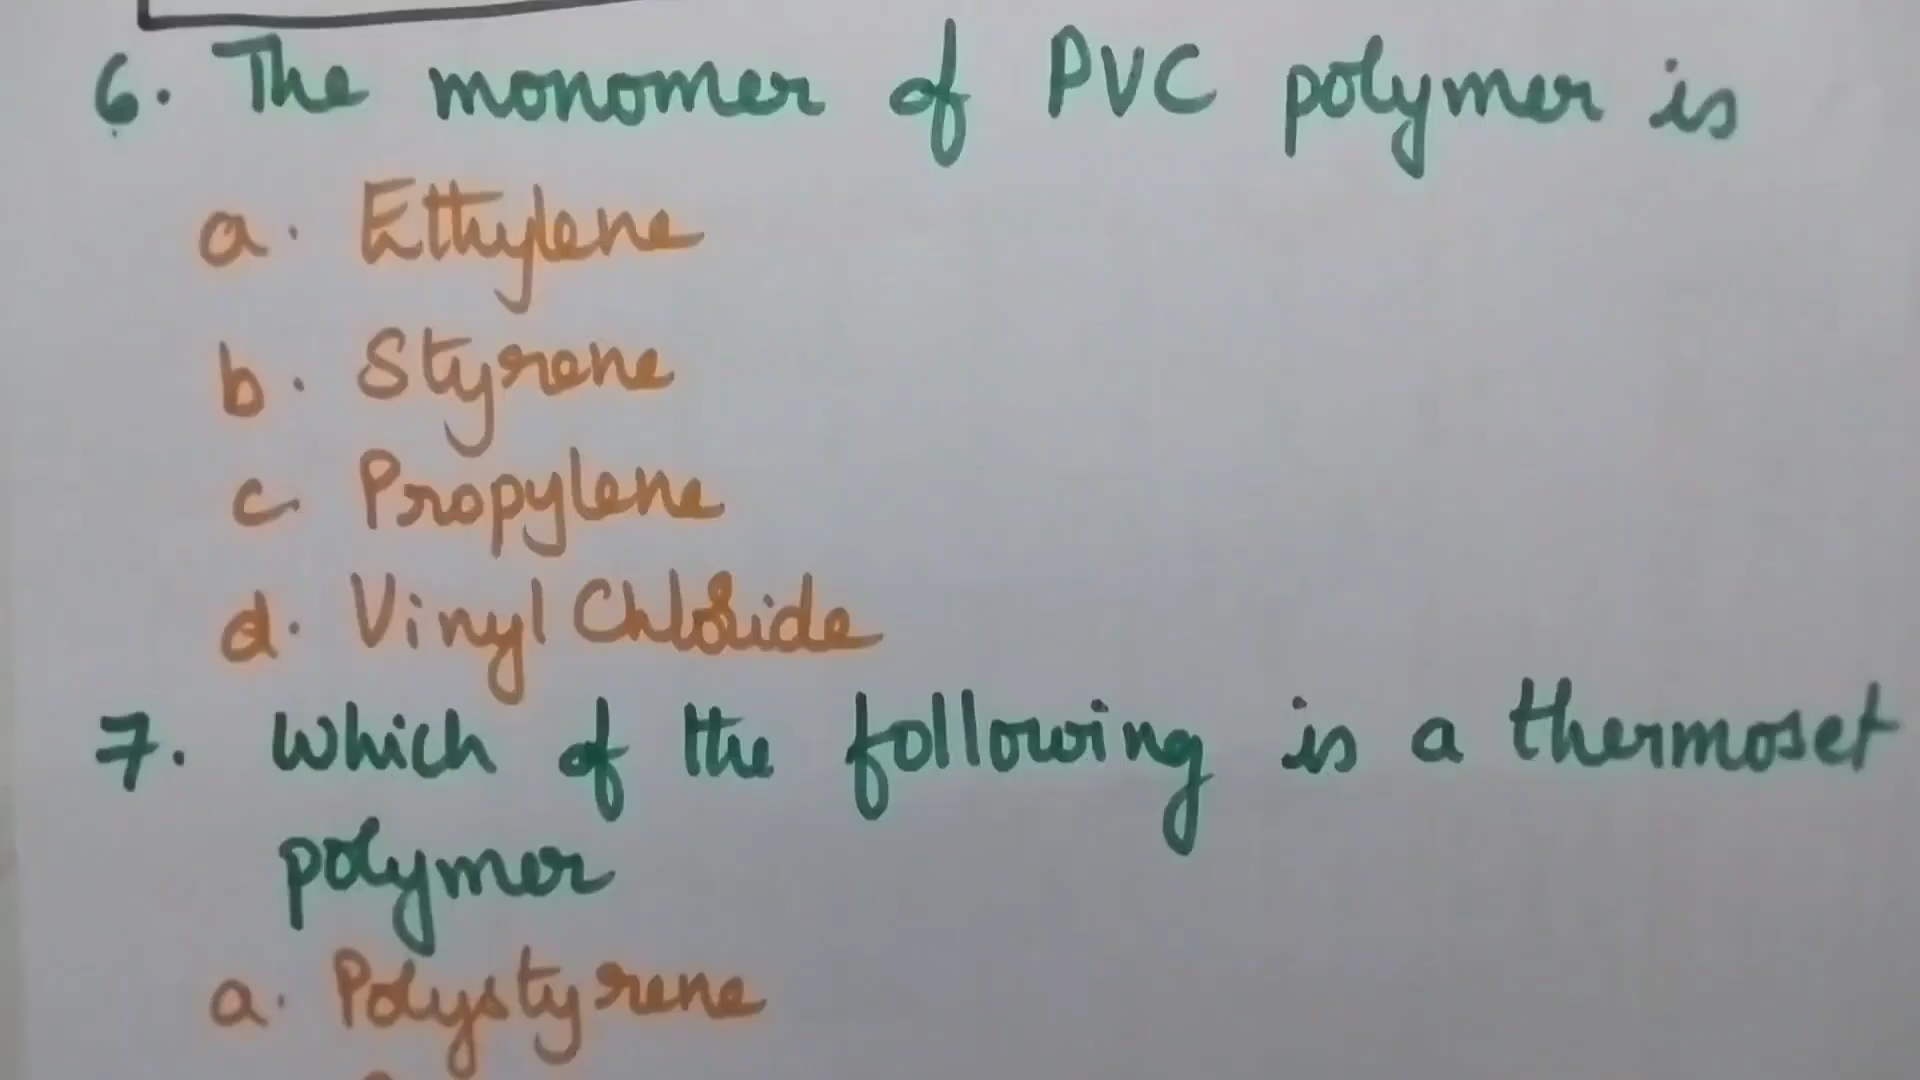 6. The monomer of PVC polymer is
a. Ethylene
b. Styrene
c. Propylene
d. Vinyl Chloride
7. Which of the following is a thermoset
polymer
a. Polystyrene